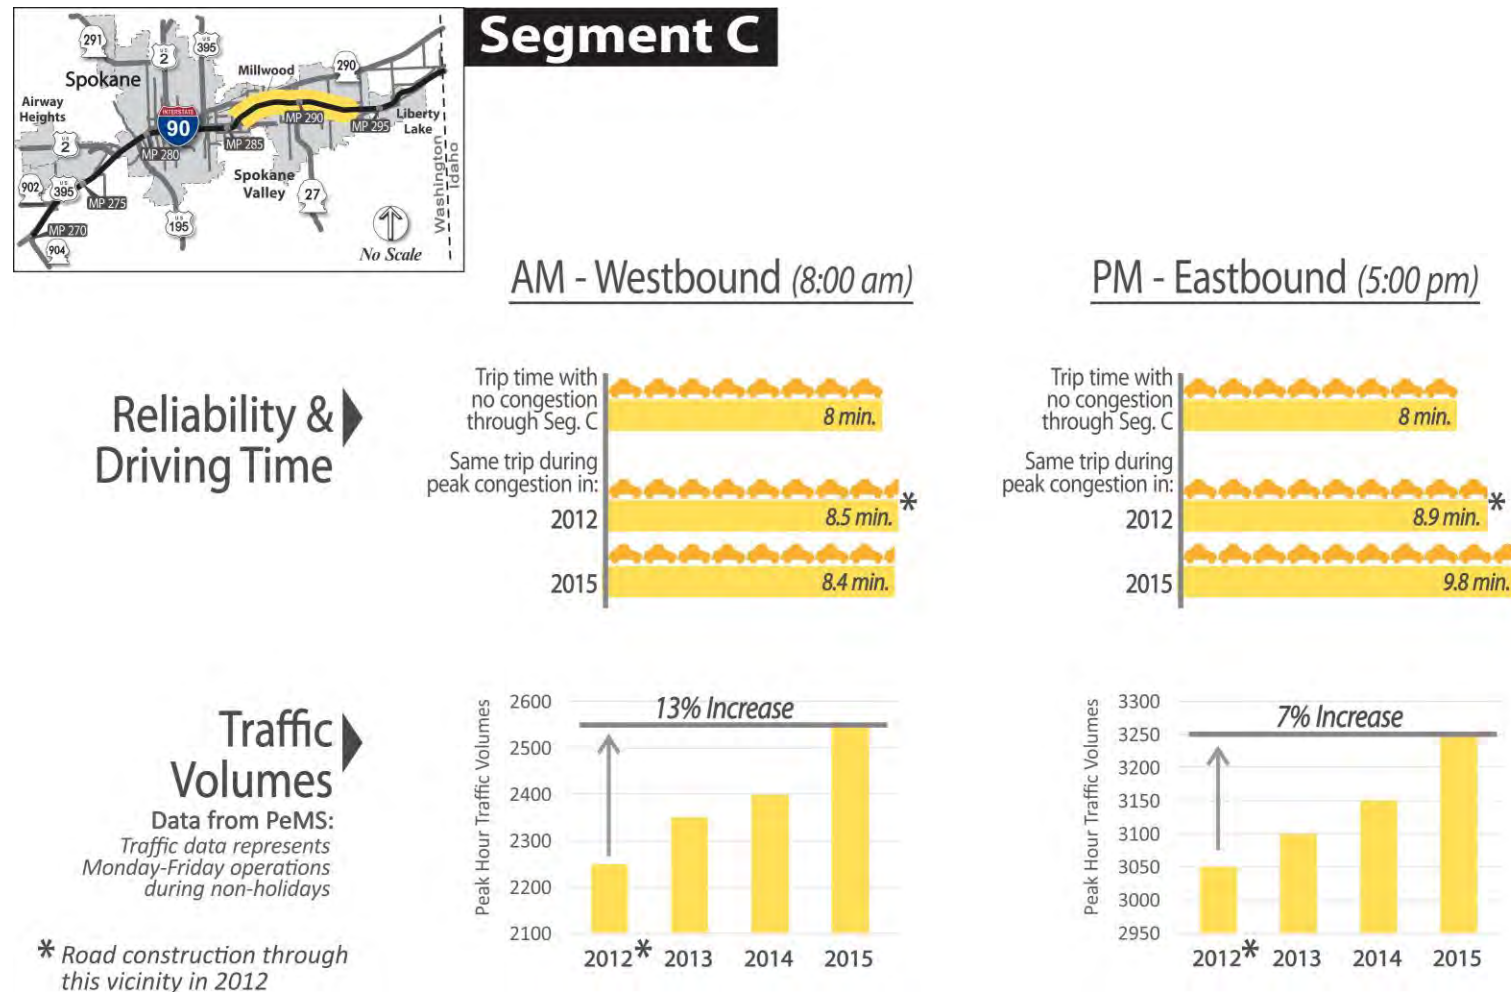 Segment C
291
US
2
US
395
Spokane
Millwood
290
Airway
Heights
INTERSTATE
90
MP 290
MP 295
Liberty
Lake
US
2
MP 280
MP 285
Spokane
Valley
27
902
US
395
MP 275
US
195
MP 270
904
No Scale
Washington
Idaho
AM - Westbound (8:00 am)
PM - Eastbound (5:00 pm)
Reliability &
Driving Time
Trip time with
no congestion
through Seg. C
8 min.
Same trip during
peak congestion in:
2012
8.5 min.*
2015
8.4 min.
Trip time with
no congestion
through Seg. C
8 min.
Same trip during
peak congestion in:
2012
8.9 min.*
2015
9.8 min.
Traffic
Volumes
Data from PeMS:
Traffic data represents
Monday-Friday operations
during non-holidays
* Road construction through
this vicinity in 2012
Peak Hour Traffic Volumes
2600
2500
2400
2300
2200
2100
13% Increase
2012* 2013 2014 2015
Peak Hour Traffic Volumes
3300
3250
3200
3150
3100
3050
3000
2950
7% Increase
2012* 2013 2014 2015